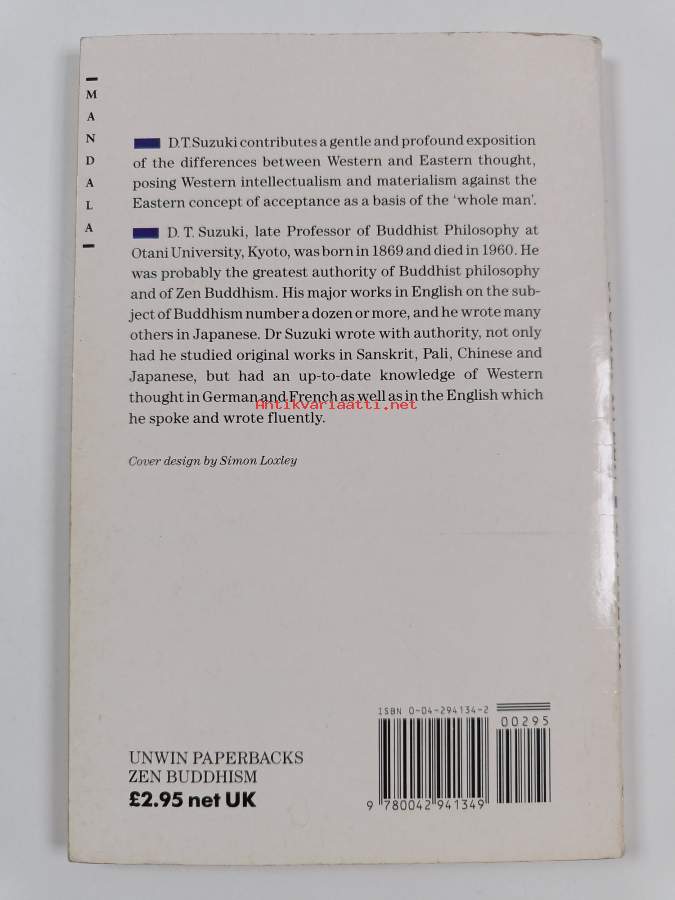 MANDALA
D.T.Suzuki contributes a gentle and profound exposition
of the differences between Western and Eastern thought,
posing Western intellectualism and materialism against the
Eastern concept of acceptance as a basis of the ‘whole man’.
D. T. Suzuki, late Professor of Buddhist Philosophy at
Otani University, Kyoto, was born in 1869 and died in 1960. He
was probably the greatest authority of Buddhist philosophy
and of Zen Buddhism. His major works in English on the sub-
ject of Buddhism number a dozen or more, and he wrote many
others in Japanese. Dr Suzuki wrote with authority, not only
had he studied original works in Sanskrit, Pali, Chinese and
Japanese, but had an up-to-date knowledge of Western
thought in German and French as well as in the English which
Antikvariaatti.net
he spoke and wrote fluently.
Cover design by Simon Loxley
ISBN 0-04-294134-2
00295
UNWIN PAPERBACKS
ZEN BUDDHISM
£2.95 net UK
9 780042 941349